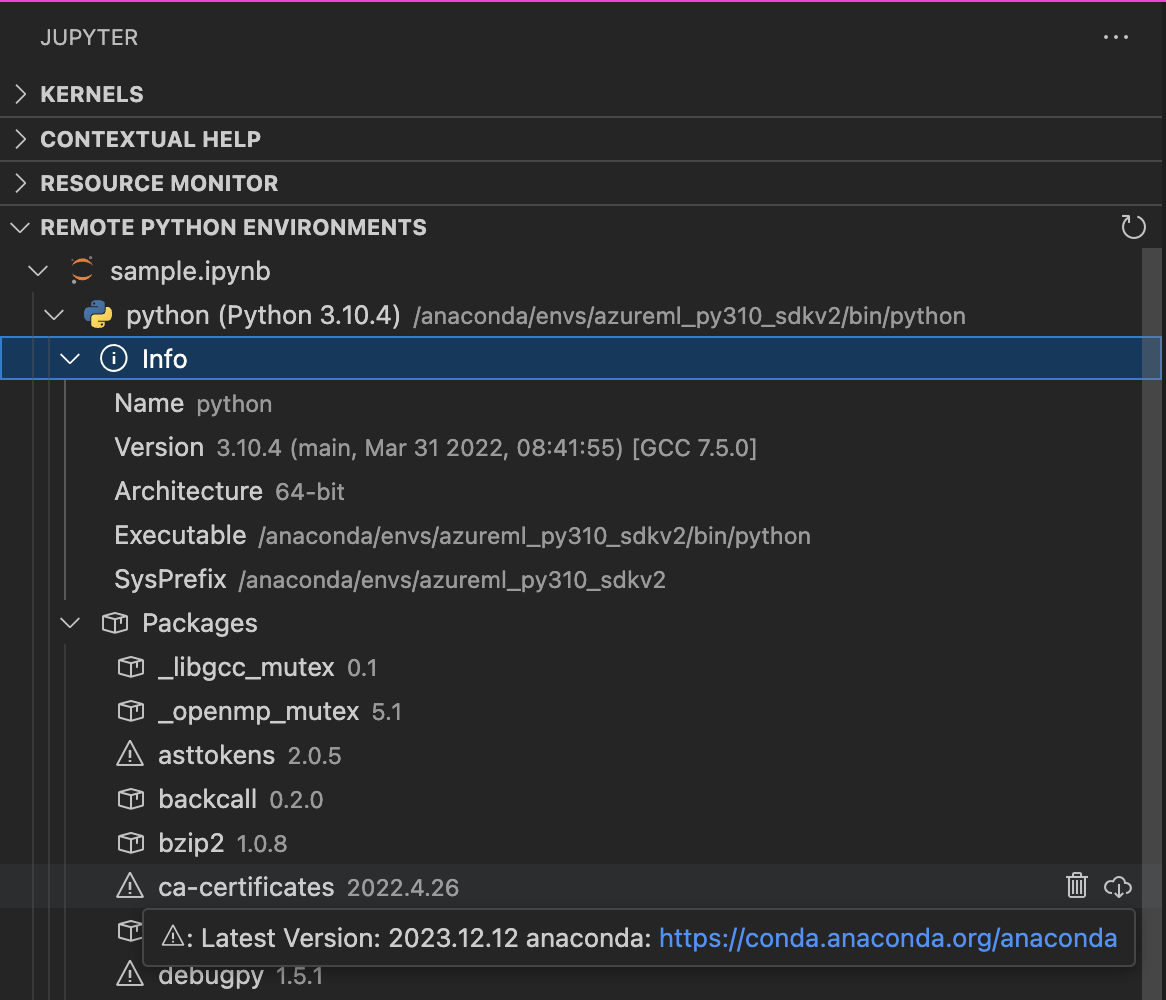 JUPYTER
KERNELS
CONTEXTUAL HELP
RESOURCE MONITOR
REMOTE PYTHON ENVIRONMENTS
sample.ipynb
python (Python 3.10.4) /anaconda/envs/azureml_py310_sdkv2/bin/python
Info
Name python
Version 3.10.4 (main, Mar 31 2022, 08:41:55) [GCC 7.5.0]
Architecture 64-bit
Executable /anaconda/envs/azureml_py310_sdkv2/bin/python
SysPrefix /anaconda/envs/azureml_py310_sdkv2
Packages
_libgcc_mutex 0.1
_openmp_mutex 5.1
asttokens 2.0.5
backcall 0.2.0
bzip2 1.0.8
ca-certificates 2022.4.26
⚠: Latest Version: 2023.12.12 anaconda: https://conda.anaconda.org/anaconda
debugpy 1.5.1